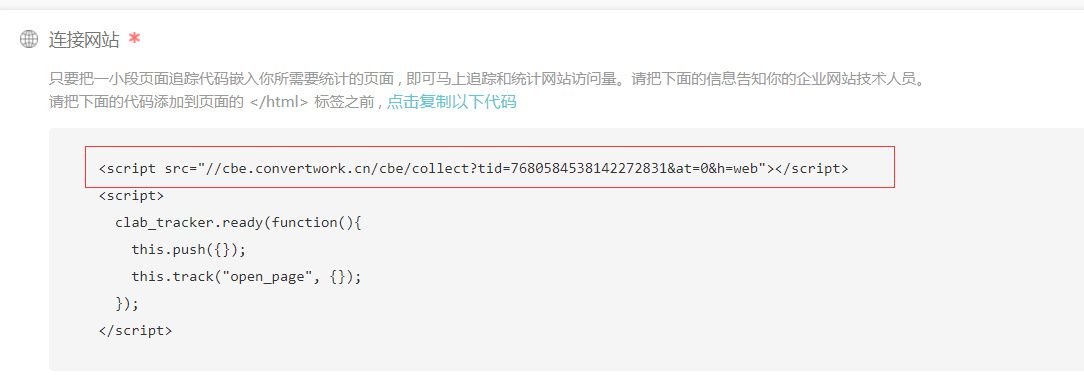 连接网站 *
只要把一小段页面追踪代码嵌入你所需要统计的页面 , 即可马上追踪和统计网站访问量。请把下面的信息告知你的企业网站技术人员。
请把下面的代码添加到页面的 </html> 标签之前 , 点击复制以下代码
<script src="//cbe.convertwork.cn/cbe/collect?tid=7680584538142272831&at=0&h=web"></script>
<script>
clab_tracker.ready(function(){
this.push({});
this.track("open_page", {});
});
</script>